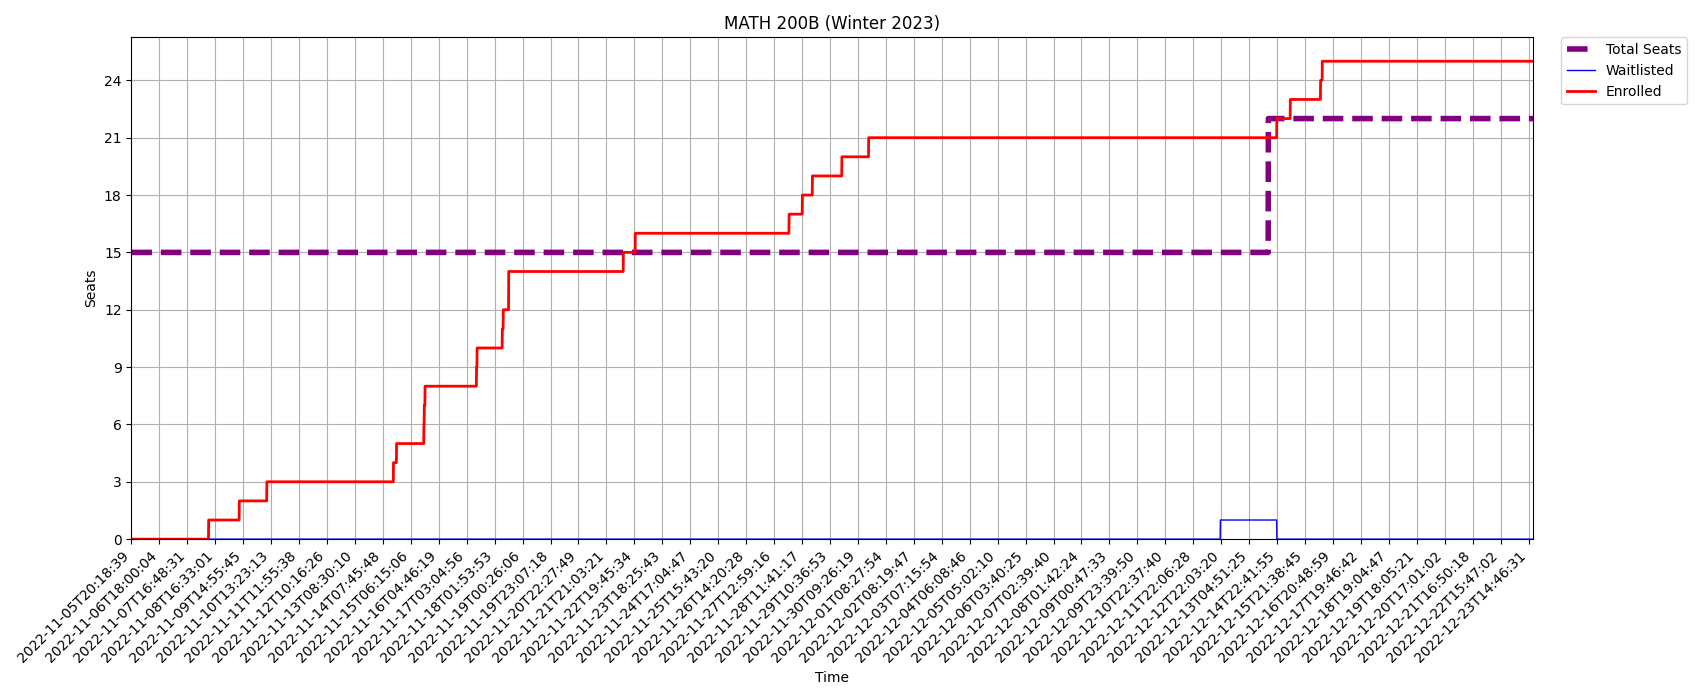 MATH 200B (Winter 2023)
Total Seats
Waitlisted
Enrolled
Seats
24
21
18
15
12
9
6
3
0
2022-11-05T20:18:39
2022-11-06T18:00:04
2022-11-07T16:48:31
2022-11-08T16:33:01
2022-11-09T14:55:45
2022-11-10T13:23:13
2022-11-11T11:55:38
2022-11-12T10:16:26
2022-11-13T08:30:10
2022-11-14T07:45:48
2022-11-15T06:15:06
2022-11-16T04:46:19
2022-11-17T03:04:56
2022-11-18T01:53:53
2022-11-19T00:26:06
2022-11-19T23:07:18
2022-11-20T22:27:49
2022-11-21T21:03:21
2022-11-22T19:45:34
2022-11-23T18:25:43
2022-11-24T17:04:47
2022-11-25T15:43:20
2022-11-26T14:20:28
2022-11-27T12:59:16
2022-11-28T11:41:17
2022-11-29T10:36:53
2022-11-30T09:26:19
2022-12-01T08:27:54
2022-12-02T08:19:47
2022-12-03T07:15:54
2022-12-04T06:08:46
2022-12-05T05:02:10
2022-12-06T03:40:25
2022-12-07T02:39:40
2022-12-08T01:42:24
2022-12-09T00:47:33
2022-12-09T23:39:50
2022-12-10T22:37:40
2022-12-11T22:06:28
2022-12-12T22:03:20
2022-12-13T04:51:25
2022-12-14T22:41:55
2022-12-15T21:38:45
2022-12-16T20:48:59
2022-12-17T19:46:42
2022-12-18T19:04:47
2022-12-19T18:05:21
2022-12-20T17:01:02
2022-12-21T16:50:18
2022-12-22T15:47:02
2022-12-23T14:46:31
Time